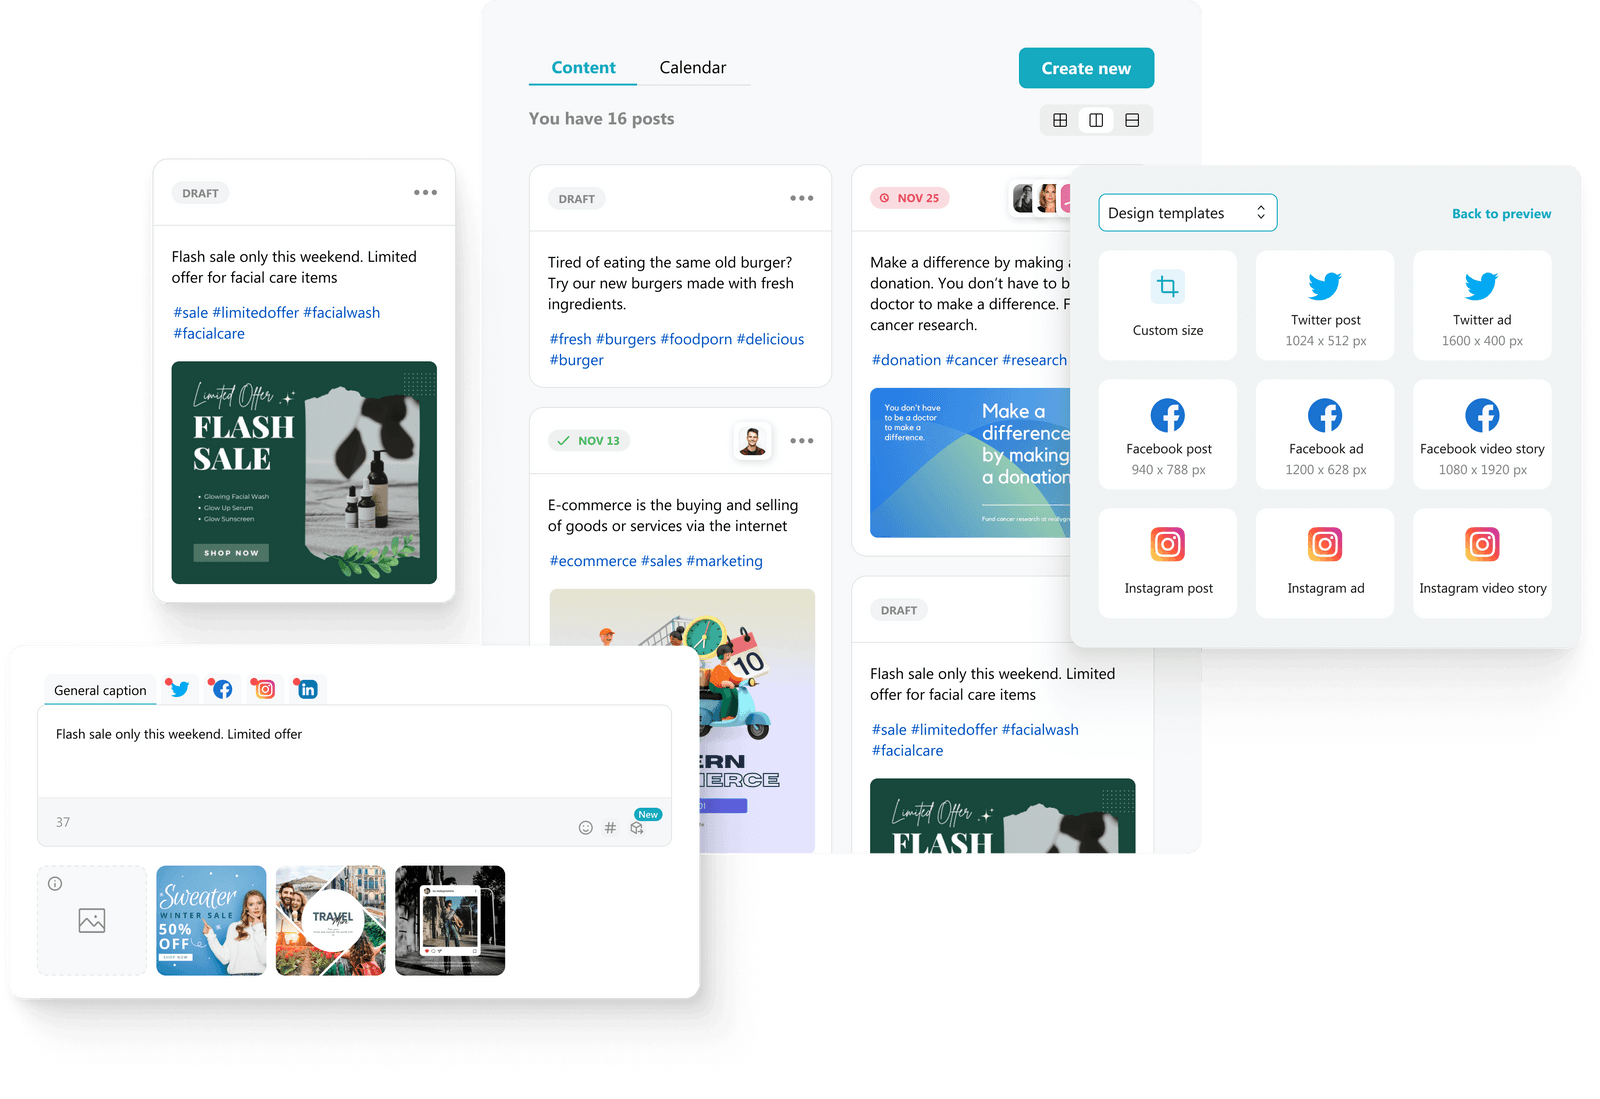 Content
Calendar
Create new
You have 16 posts
DRAFT
Flash sale only this weekend. Limited
offer for facial care items
#sale #limitedoffer #facialwash
#facialcare
Limited Offer
FLASH
SALE
Glowing Facial Wash
Glow Up Serum
Glow Sunscreen
SHOP NOW
DRAFT
Tired of eating the same old burger?
Try our new burgers made with fresh
ingredients.
#fresh #burgers #foodporn #delicious
#burger
NOV 13
E-commerce is the buying and selling
of goods or services via the internet
#ecommerce #sales #marketing
10
ERN
MERCE
NOV 25
Make a difference by making a
donation. You don't have to b
doctor to make a difference. F
cancer research.
#donation #cancer #research
You don't have
to be a doctor
to make a
difference.
Make a
difference
by making
a donation
Fund cancer research at reallygre
DRAFT
Flash sale only this weekend. Limited
offer for facial care items
#sale #limitedoffer #facialwash
#facialcare
Limited Offer
FLASH
Design templates
Back to preview
Custom size
Twitter post
1024 x 512 px
Twitter ad
1600 x 400 px
Facebook post
940 x 788 px
Facebook ad
1200 x 628 px
Facebook video story
1080 x 1920 px
Instagram post
Instagram ad
Instagram video story
General caption
in
Flash sale only this weekend. Limited offer
37
New
Sweater
WINTER SALE
50%
OFF
SHOP NOW
TRAVEL